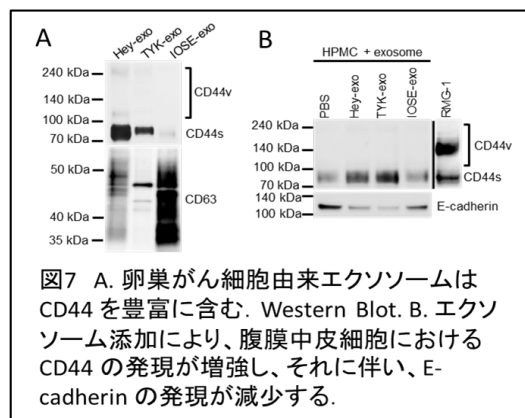 A
Hey-exo TYK-exo IOSE-exo
240 kDa
140 kDa
100 kDa
70 kDa
CD44v
CD44s
50 kDa
40 kDa
35 kDa
CD63
B
HPMC + exosome
PBS Hey-exo TYK-exo IOSE-exo RMG-1
240 kDa
140 kDa
100 kDa
70 kDa
CD44v
CD44s
140 kDa
100 kDa
E-cadherin
図7 A. 卵巣がん細胞由来エクソソームは
CD44 を豊富に含む. Western Blot. B. エクソ
ソーム添加により、腹膜中皮細胞における
CD44 の発現が増強し、それに伴い、E-
cadherin の発現が減少する.